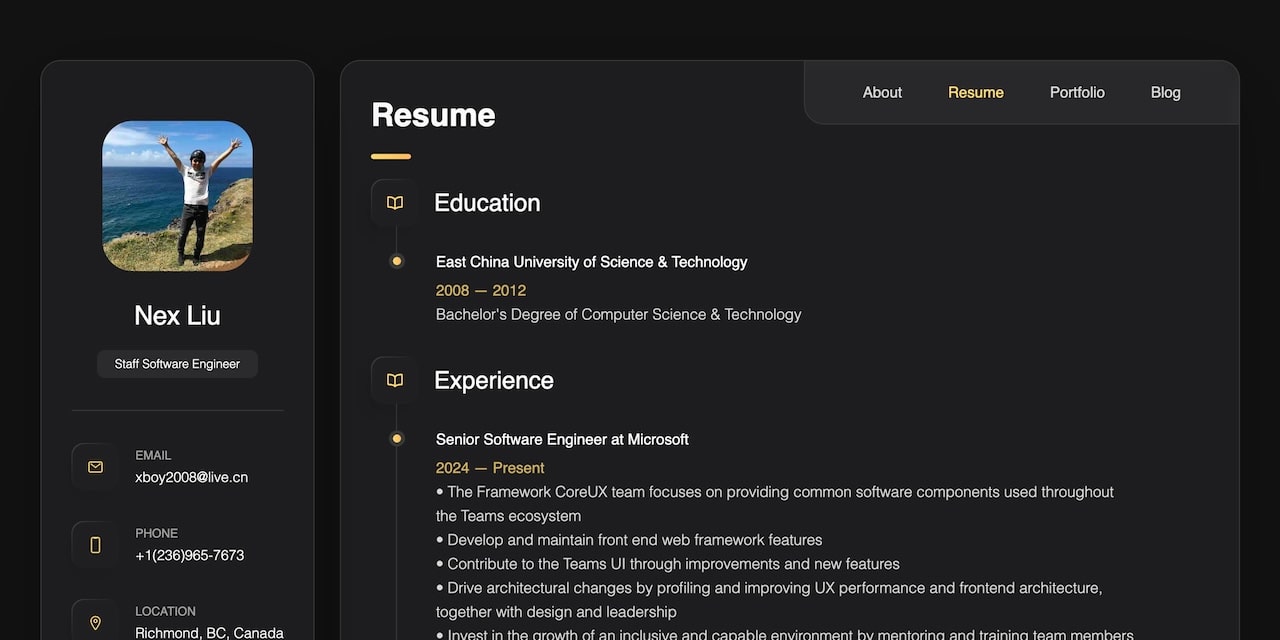 About
Resume
Portfolio
Blog
Nex Liu
Staff Software Engineer
EMAIL
xboy2008@live.cn
PHONE
+1(236)965-7673
LOCATION
Richmond, BC, Canada
Resume
Education
East China University of Science & Technology
2008 — 2012
Bachelor's Degree of Computer Science & Technology
Experience
Senior Software Engineer at Microsoft
2024 — Present
• The Framework CoreUX team focuses on providing common software components used throughout
the Teams ecosystem
• Develop and maintain front end web framework features
• Contribute to the Teams UI through improvements and new features
• Drive architectural changes by profiling and improving UX performance and frontend architecture,
together with design and leadership
• Invest in the growth of an inclusive and capable environment by mentoring and training team members